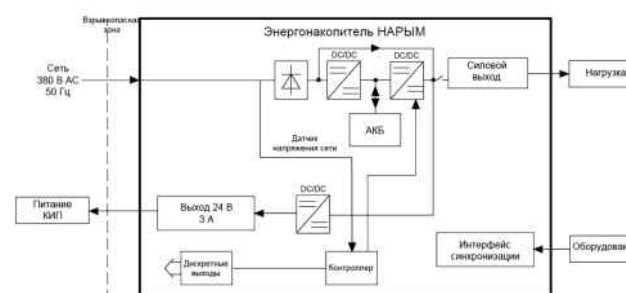 Взрывоопасная
зона
Энергонакопитель НАРЫМ
Сеть
380 В AC
50 Гц
DC/DC
DC/DC
Силовой
выход
Нагрузка
АКБ
Датчик
напряжения сети
Питание
КИП
Выход 24 В
3 А
DC/DC
Интерфейс
синхронизации
Оборудован
Дискретные
выходы
Контроллер